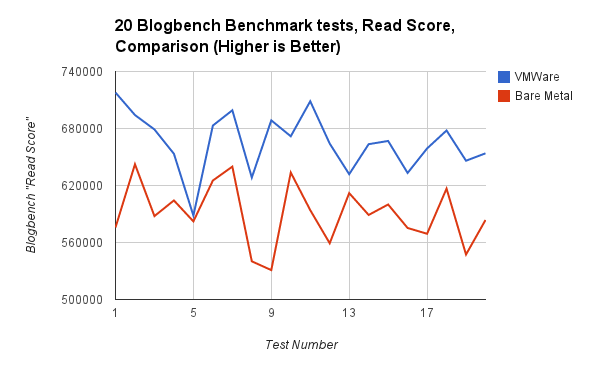 20 Blogbench Benchmark tests, Read Score,
Comparison (Higher is Better)
VMWare
Bare Metal
Blogbench "Read Score"
740000
680000
620000
560000
500000
1 5 9 13 17
Test Number